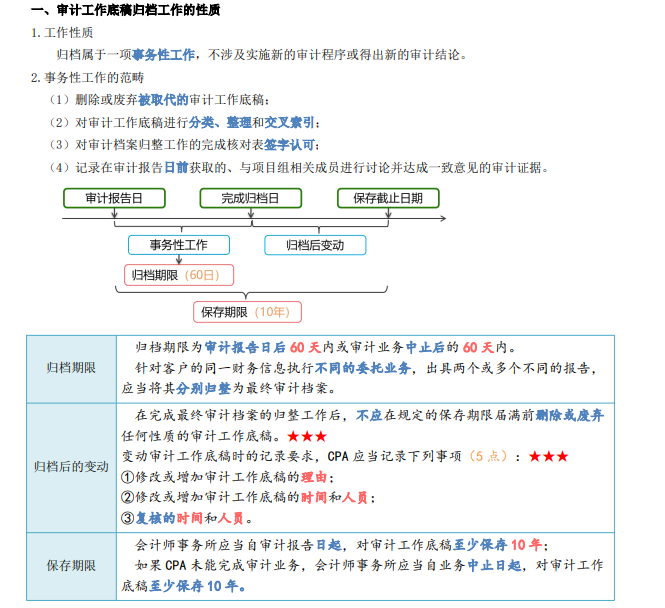 一、审计工作底稿归档工作的性质
1.工作性质
归档属于一项事务性工作，不涉及实施新的审计程序或得出新的审计结论。
2.事务性工作的范畴
（1）删除或废弃被取代的审计工作底稿；
（2）对审计工作底稿进行分类、整理和交叉索引；
（3）对审计档案归整工作的完成核对表签字认可；
（4）记录在审计报告日前获取的、与项目组相关成员进行讨论并达成一致意见的审计证据。
审计报告日 完成归档日 保存截止日期
事务性工作 归档后变动
归档期限（60日）
保存期限（10年）
归档期限
归档期限为审计报告日后 60 天内或审计业务中止后的 60 天内。
针对客户的同一财务信息执行不同的委托业务，出具两个或多个不同的报告，
应当将其分别归整为最终审计档案。
归档后的变动
在完成最终审计档案的归整工作后，不应在规定的保存期限届满前删除或废弃
任何性质的审计工作底稿。★★★
变动审计工作底稿时的记录要求，CPA 应当记录下列事项（5 点）：★★★
①修改或增加审计工作底稿的理由；
②修改或增加审计工作底稿的时间和人员；
③复核的时间和人员。
保存期限
会计师事务所应当自审计报告日起，对审计工作底稿至少保存 10 年；
如果 CPA 未能完成审计业务，会计师事务所应当自业务中止日起，对审计工作
底稿至少保存 10 年。